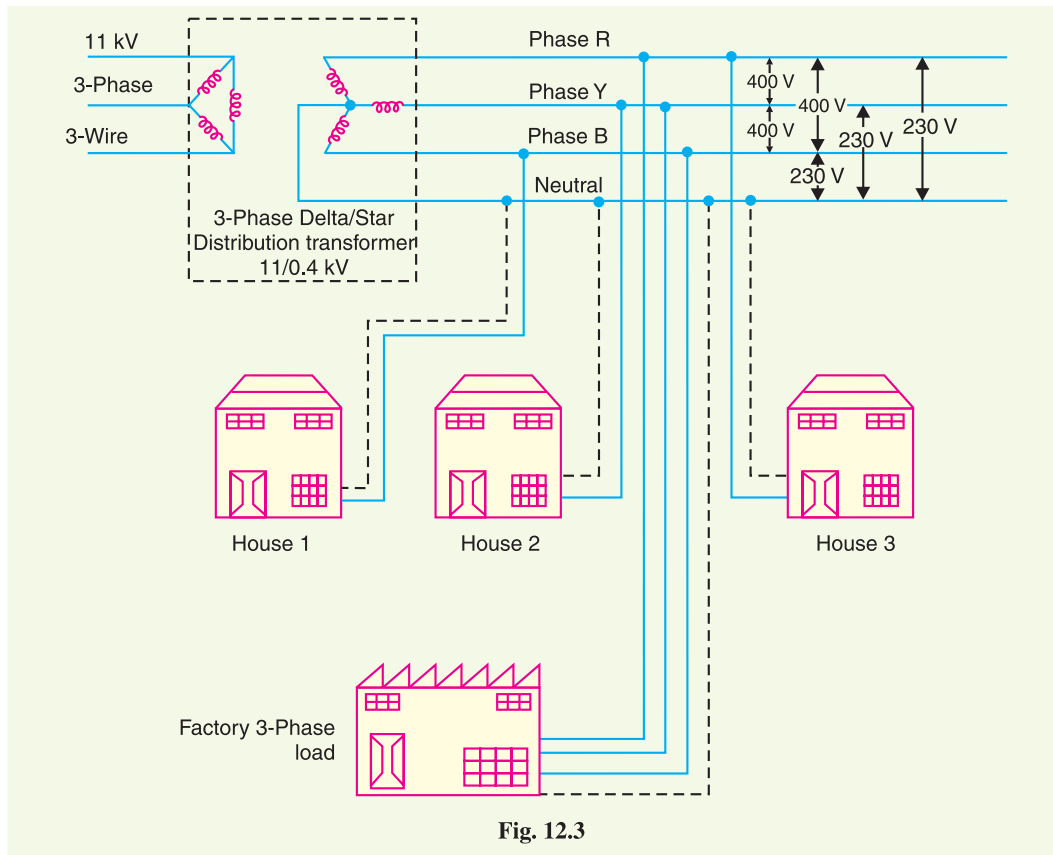 11 kV
3-Phase
3-Wire
3-Phase Delta/Star
Distribution transformer
11/0.4 kV
Phase R
Phase Y
Phase B
Neutral
400 V
400 V
400 V
230 V
230 V
230 V
House 1
House 2
House 3
Factory 3-Phase
load
Fig. 12.3